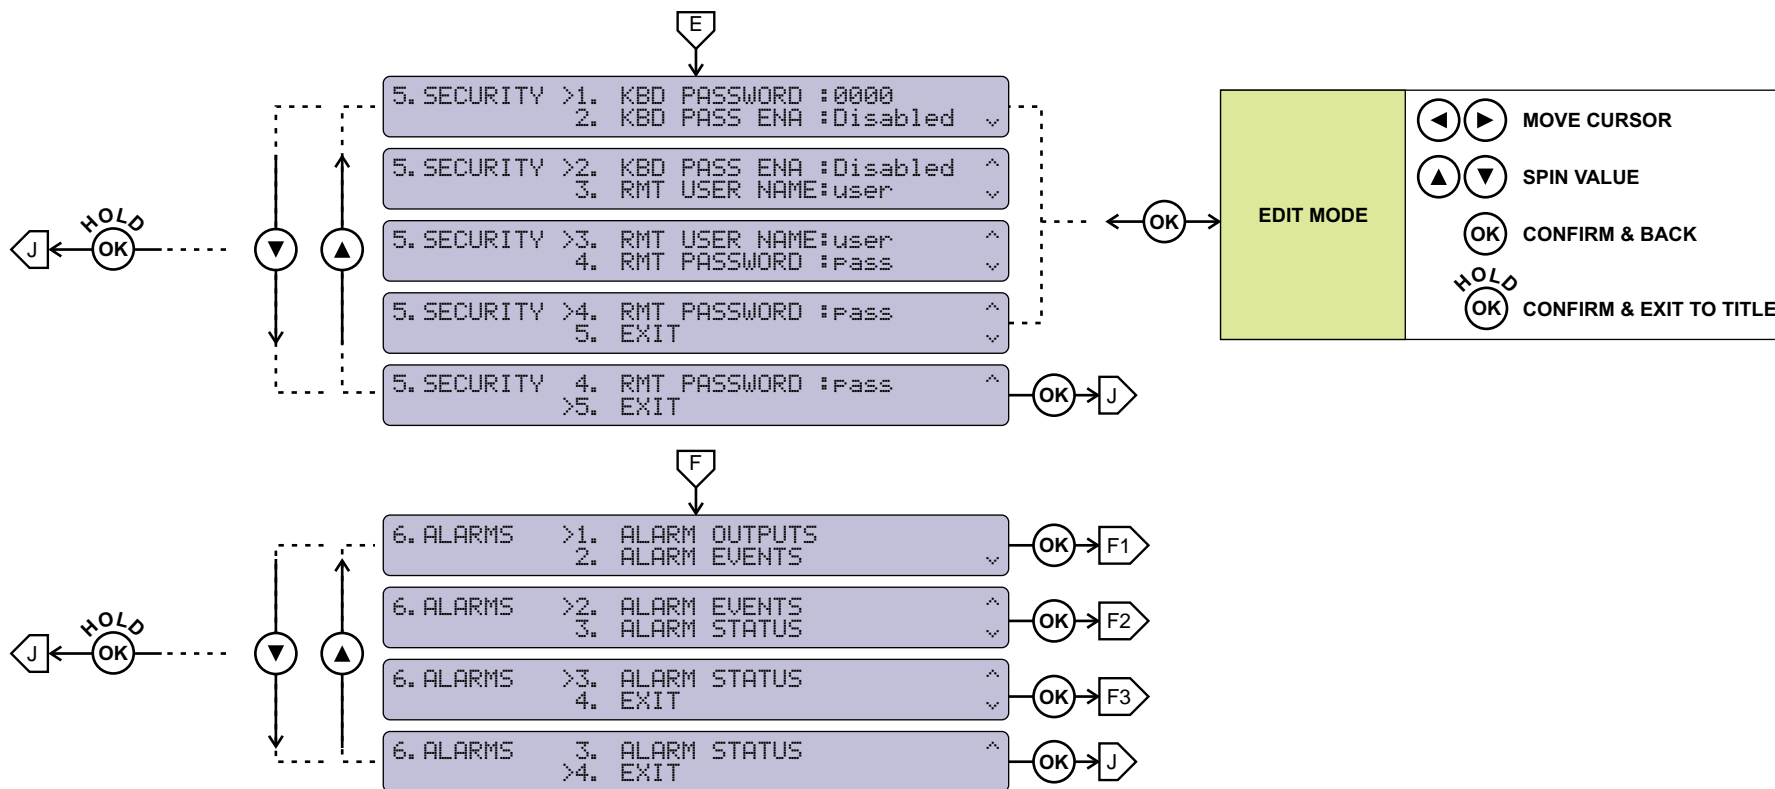 E
5.SECURITY >1. KBD PASSWORD :0000
2. KBD PASS ENA :Disabled
5.SECURITY >2. KBD PASS ENA :Disabled
3. RMT USER NAME:user
5.SECURITY >3. RMT USER NAME:user
4. RMT PASSWORD :pass
5.SECURITY >4. RMT PASSWORD :pass
5. EXIT
5.SECURITY 4. RMT PASSWORD :pass
>5. EXIT
HOLD
J OK
OK
EDIT MODE
MOVE CURSOR
SPIN VALUE
OK CONFIRM & BACK
HOLD
OK CONFIRM & EXIT TO TITLE
OK J
F
6.ALARMS >1. ALARM OUTPUTS
2. ALARM EVENTS
OK F1
6.ALARMS >2. ALARM EVENTS
3. ALARM STATUS
OK F2
HOLD
J OK
6.ALARMS >3. ALARM STATUS
4. EXIT
OK F3
6.ALARMS 3. ALARM STATUS
>4. EXIT
OK J